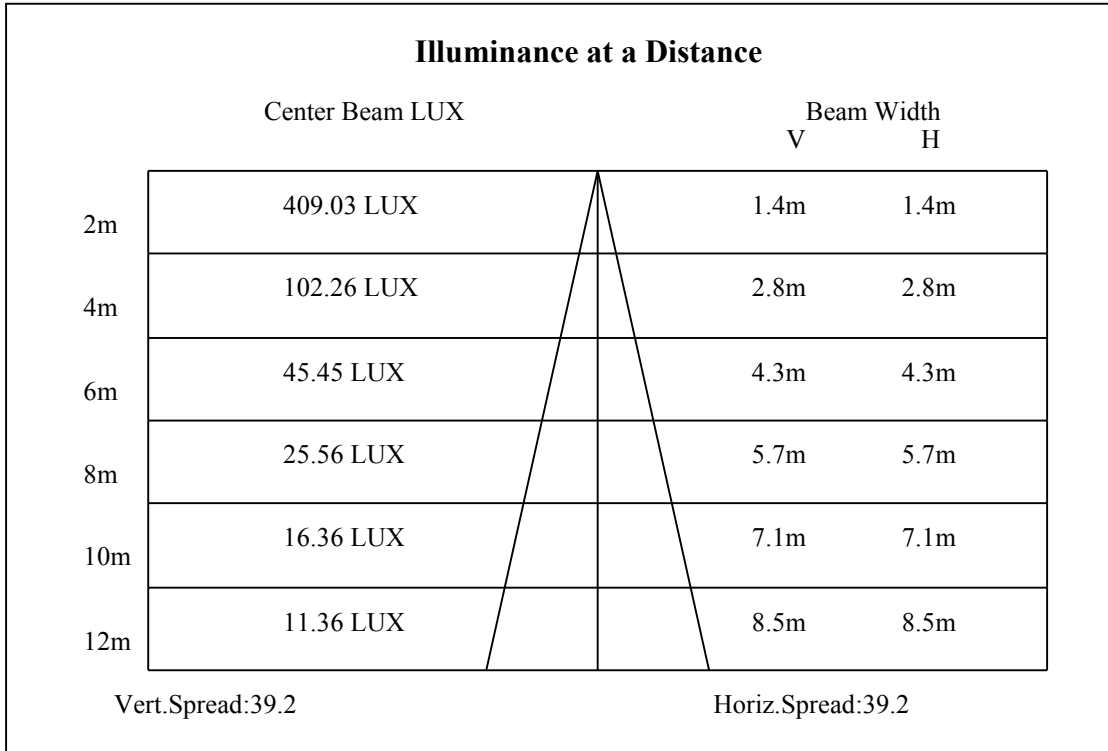 Illuminance at a Distance
Center Beam LUX Beam Width
V H
2m 409.03 LUX 1.4m 1.4m
4m 102.26 LUX 2.8m 2.8m
6m 45.45 LUX 4.3m 4.3m
8m 25.56 LUX 5.7m 5.7m
10m 16.36 LUX 7.1m 7.1m
12m 11.36 LUX 8.5m 8.5m
Vert.Spread:39.2 Horiz.Spread:39.2